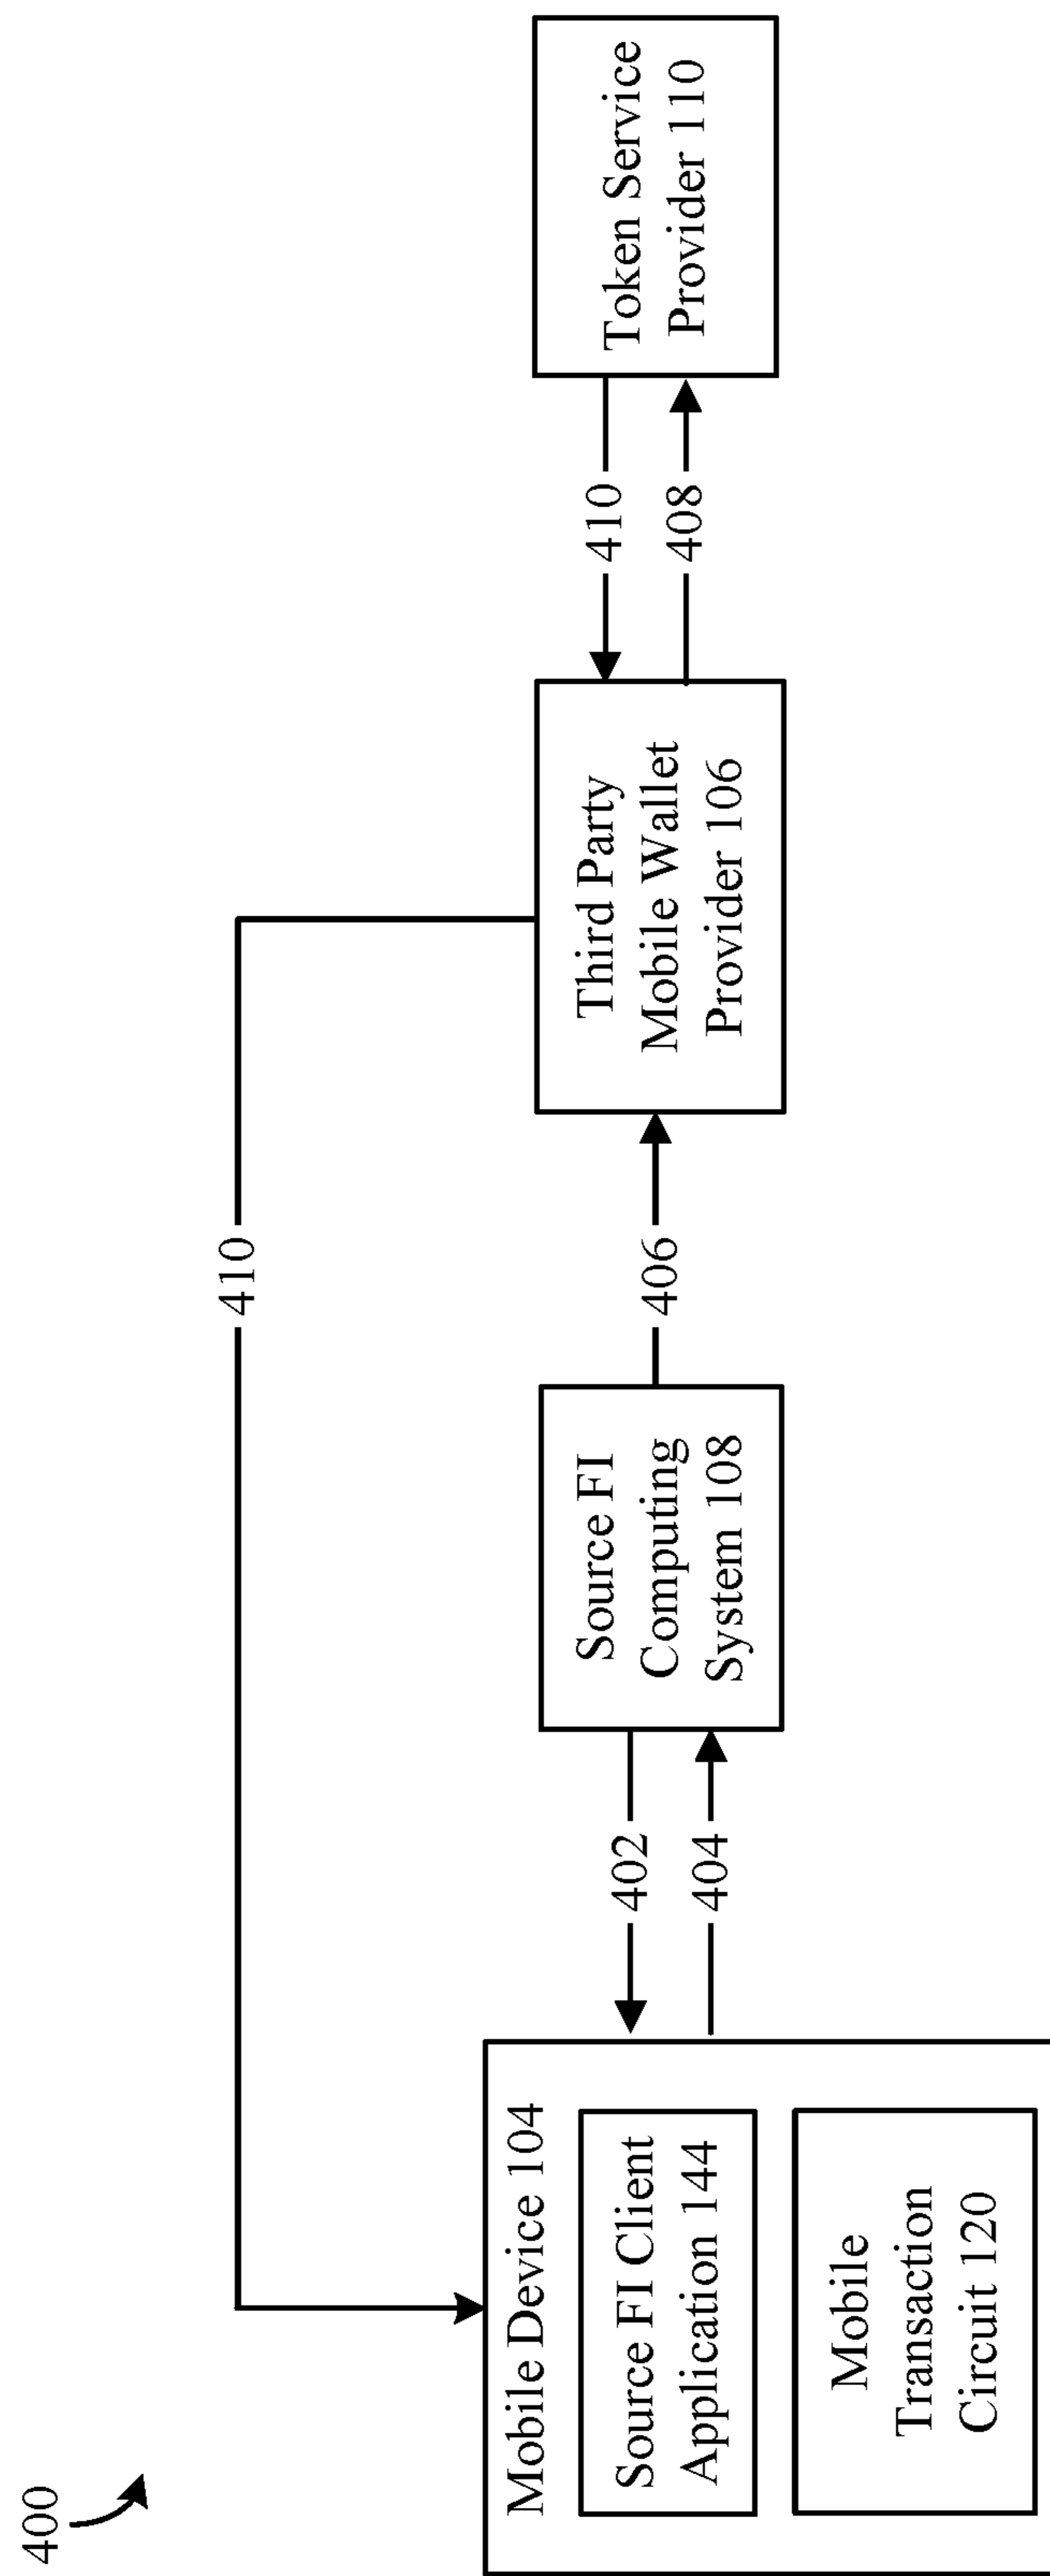 400
410
Mobile Device 104
Source FI Client
Application 144
Mobile
Transaction
Circuit 120
402
404
Source FI
Computing
System 108
406
Third Party
Mobile Wallet
Provider 106
410
408
Token Service
Provider 110